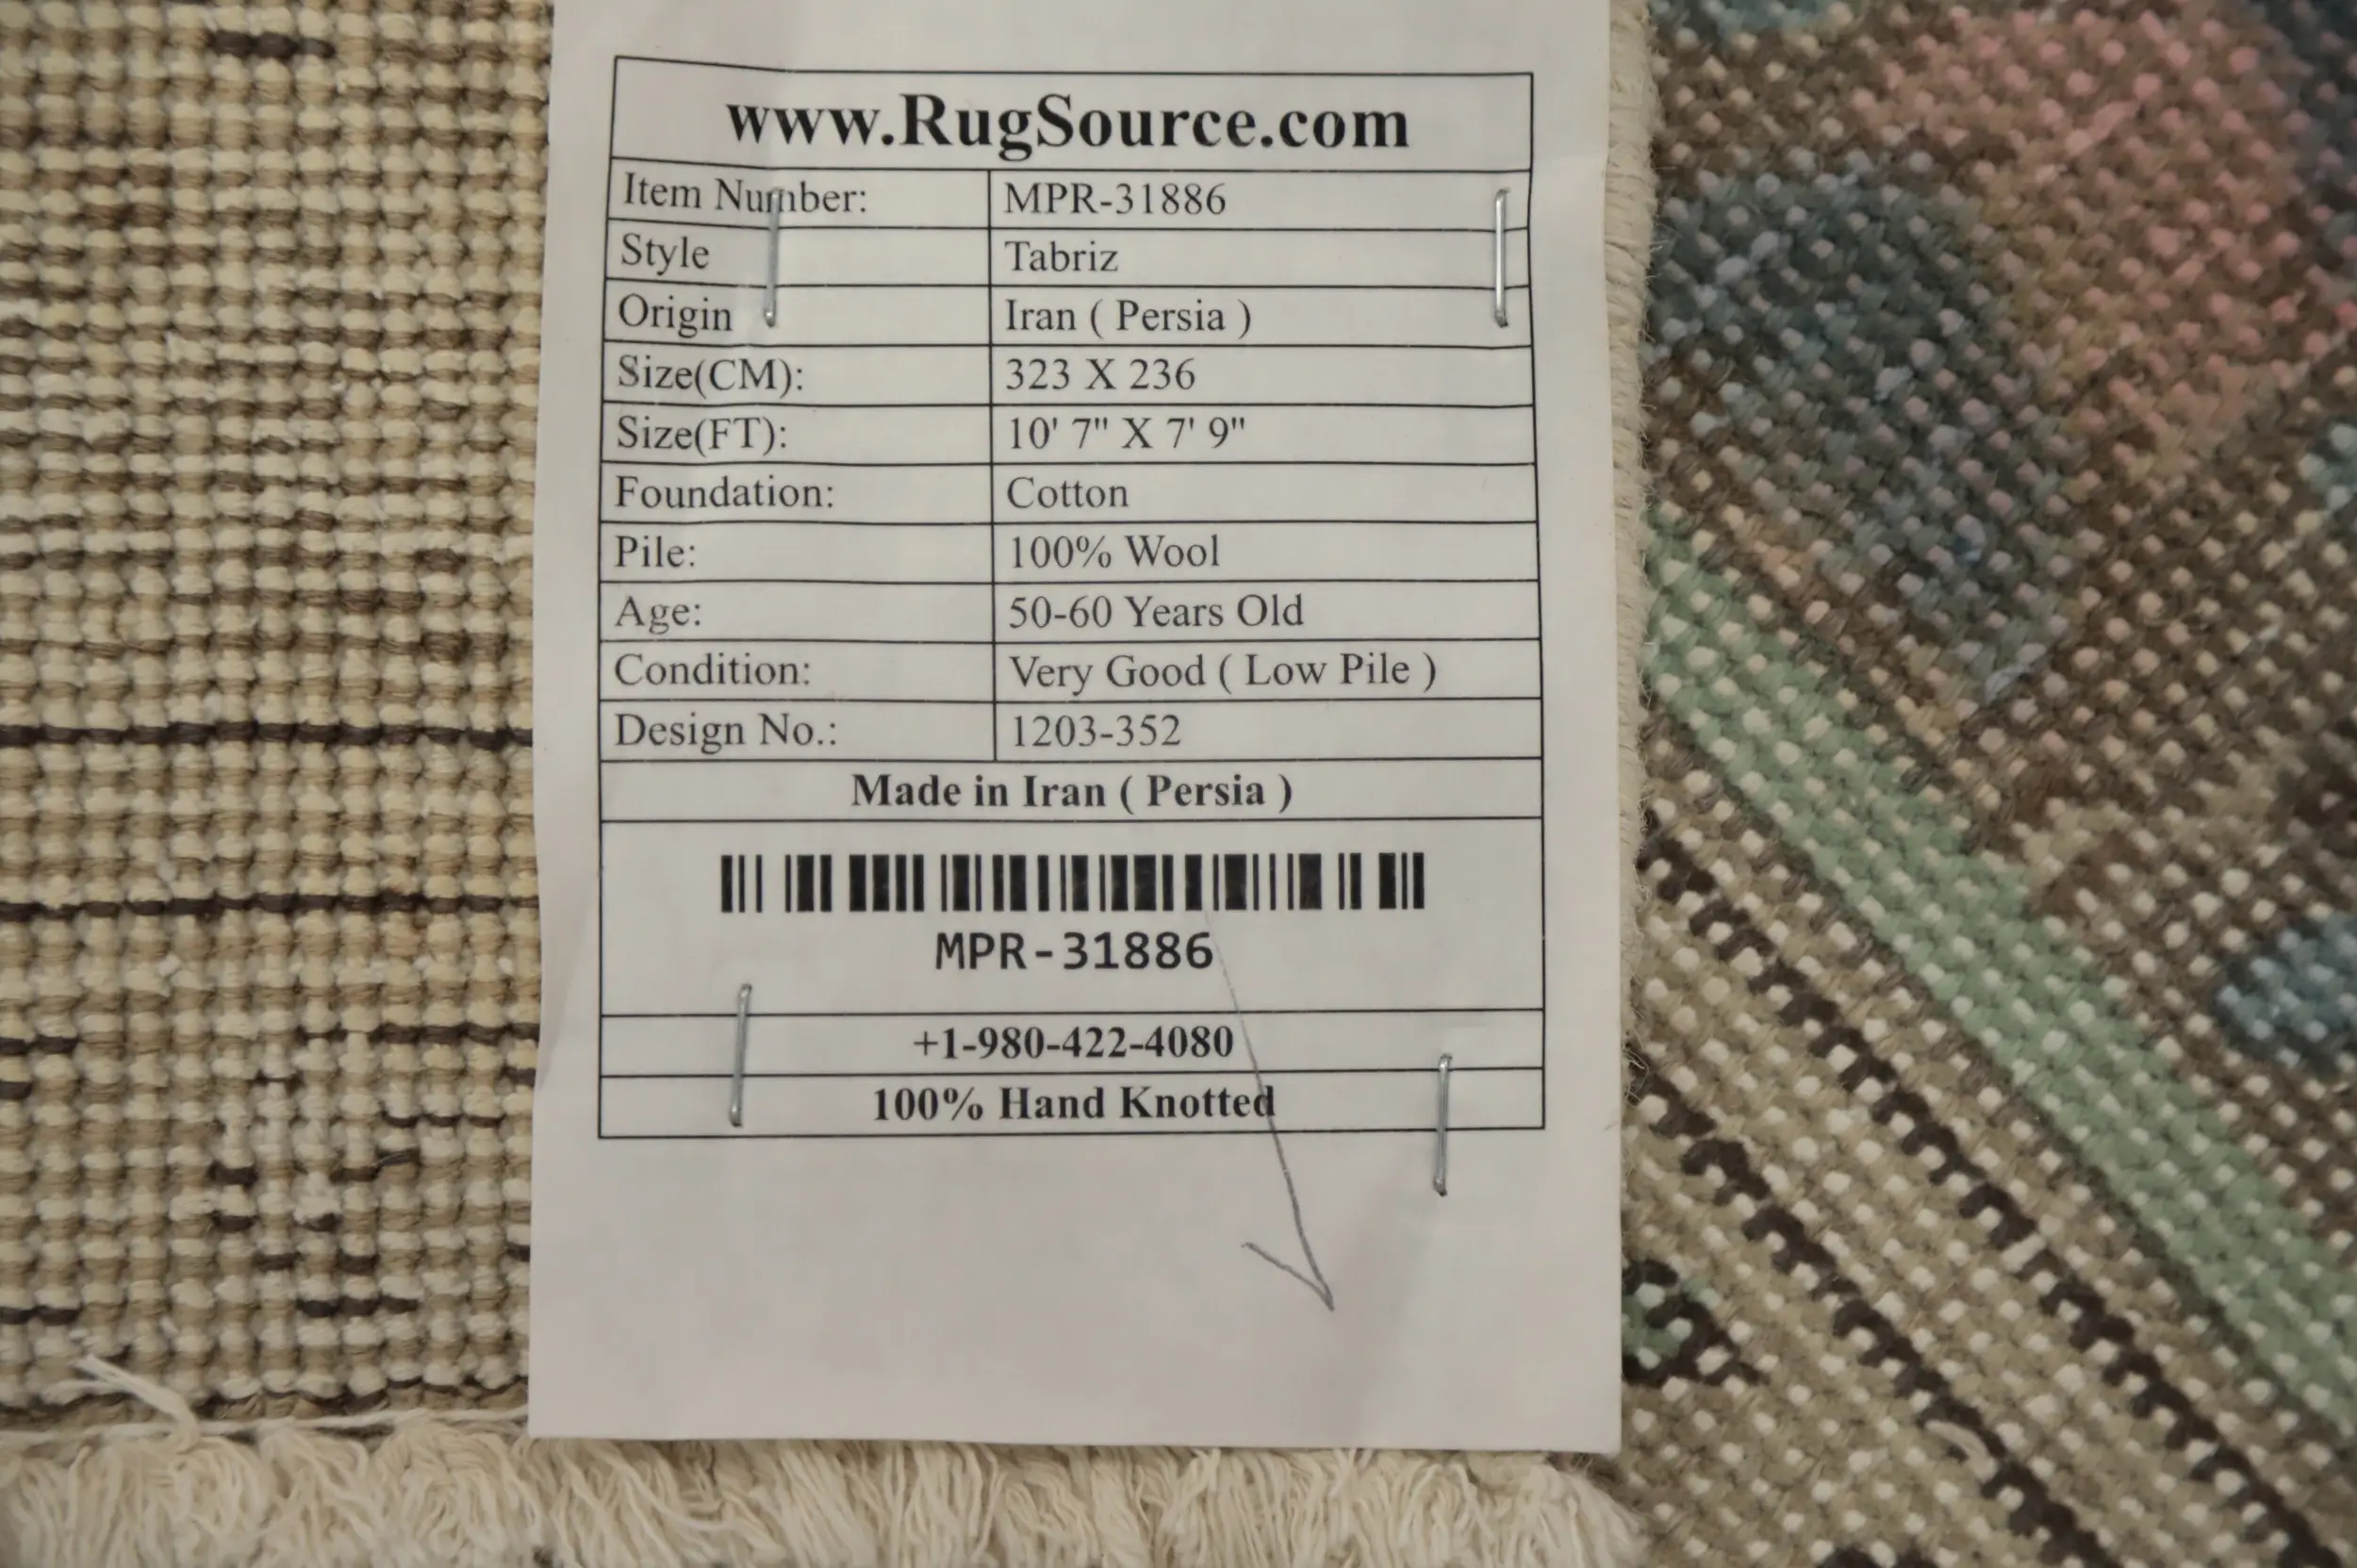 www.RugSource.com
Item Number: MPR-31886
Style Tabriz
Origin Iran ( Persia )
Size(CM): 323 X 236
Size(FT): 10' 7" X 7' 9"
Foundation: Cotton
Pile: 100% Wool
Age: 50-60 Years Old
Condition: Very Good ( Low Pile )
Design No.: 1203-352
Made in Iran ( Persia )
MPR-31886
+1-980-422-4080
100% Hand Knotted